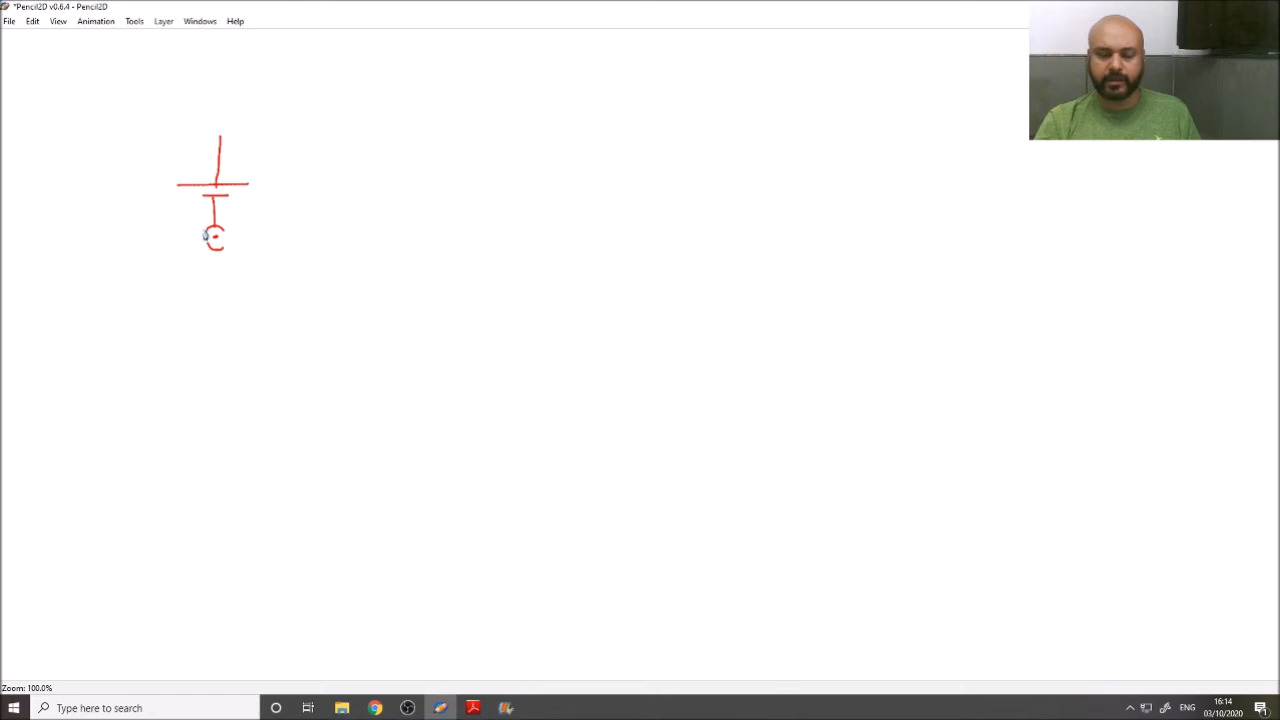 *Pencil2D v0.6.4 - Pencil2D
File Edit View Animation Tools Layer Windows Help
Zoom: 100.0%
Type here to search
ENG
16:14
03/10/2020
1